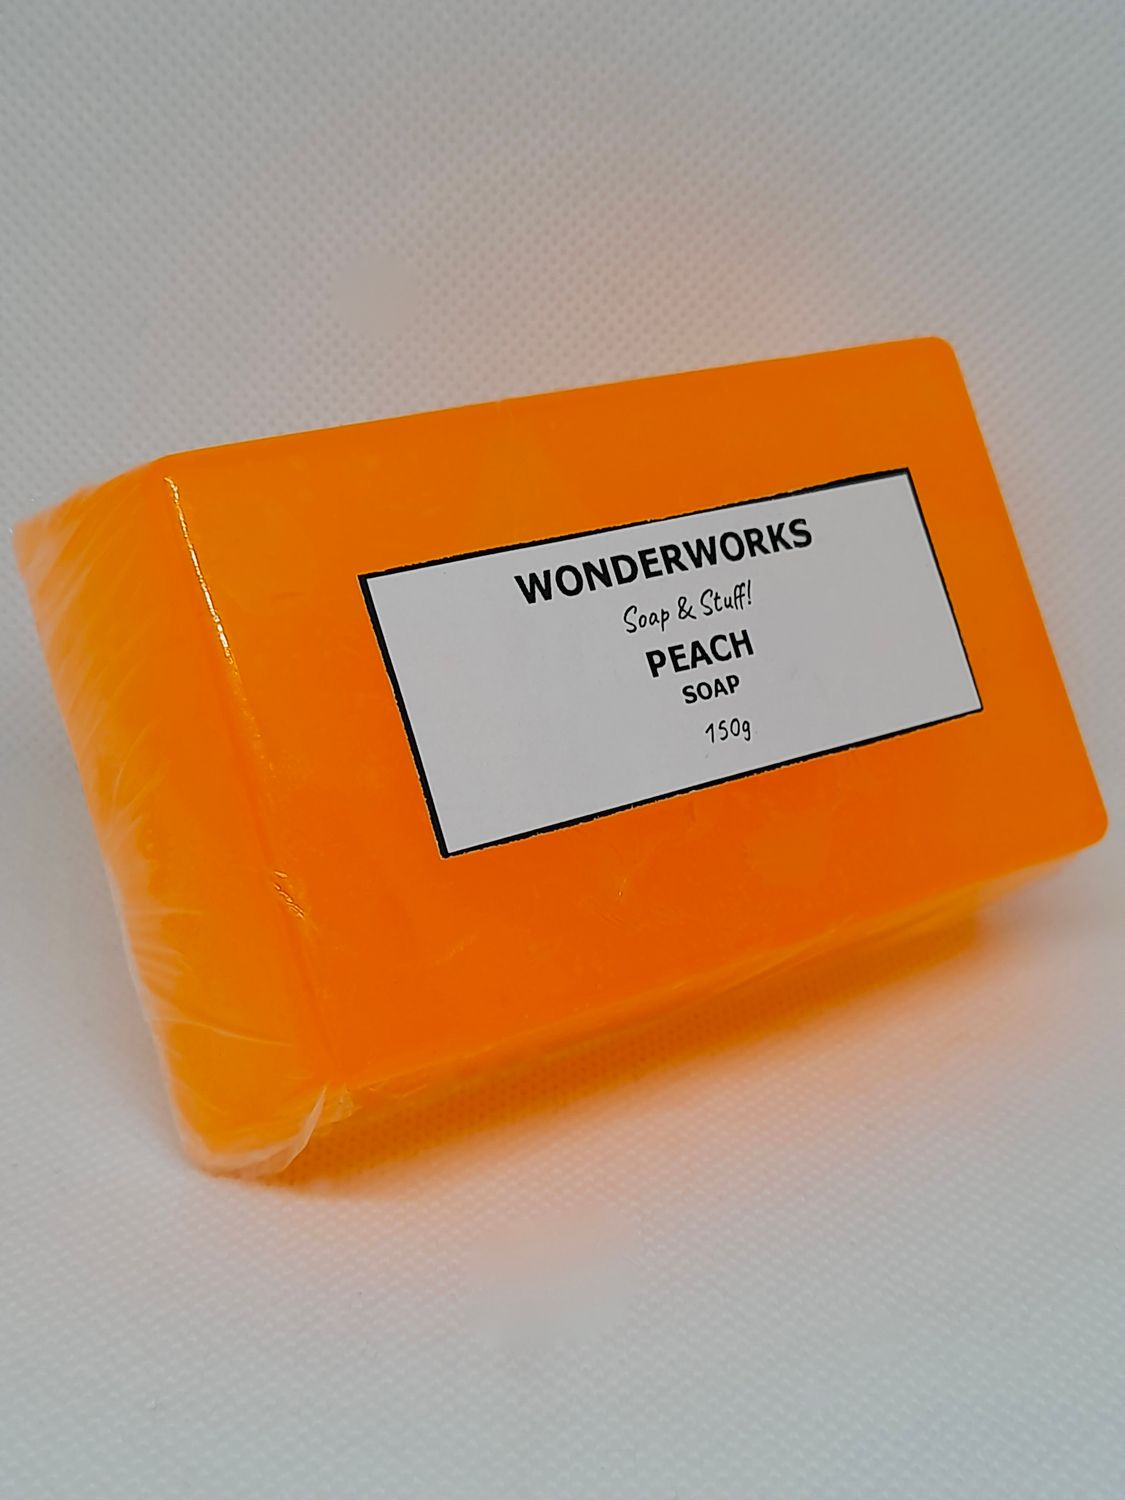 WONDERWORKS
Soap & Stuff!
PEACH
SOAP
150g